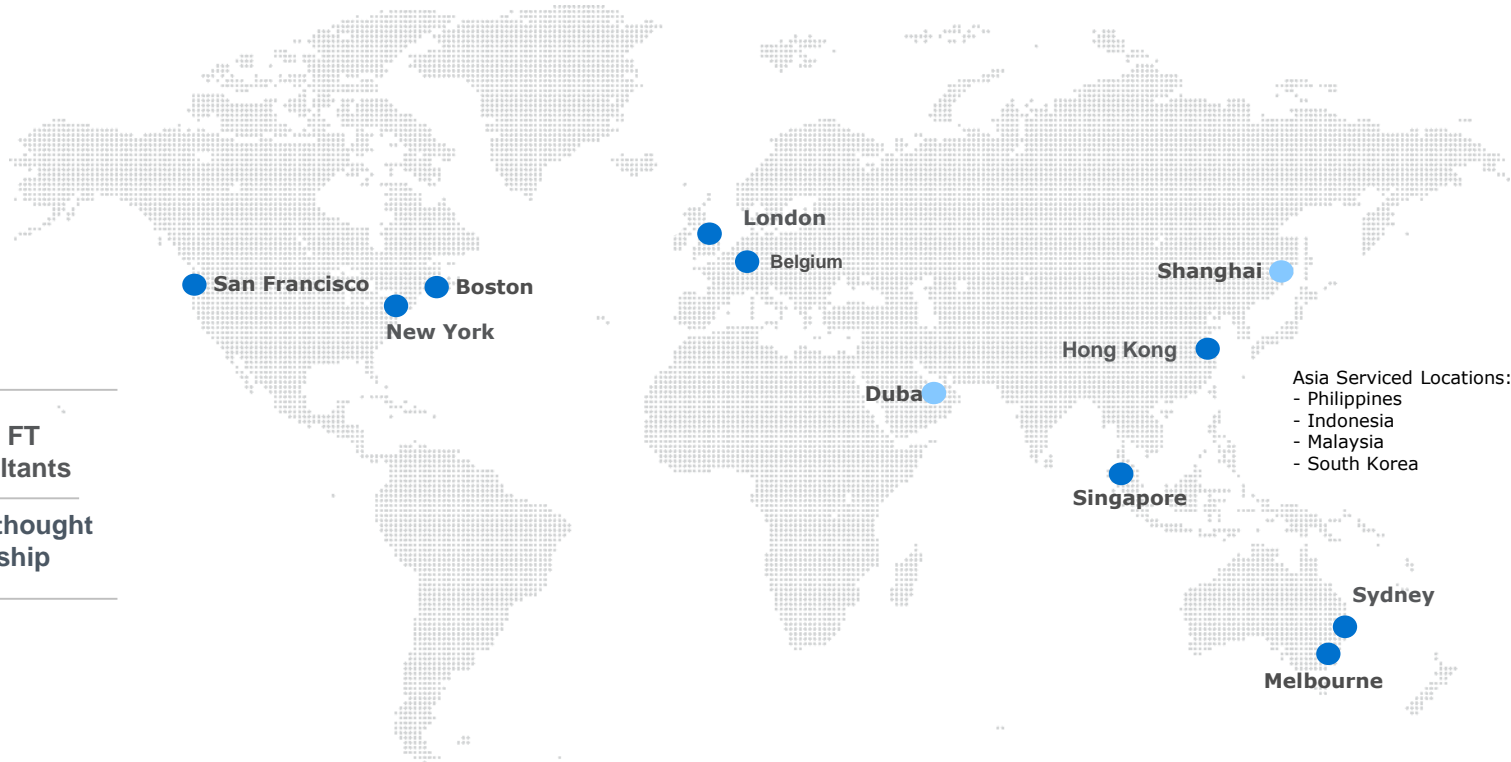 London
Belgium
San Francisco
Boston
New York
Shanghai
Hong Kong
Duba
Asia Serviced Locations:
- Philippines
- Indonesia
- Malaysia
- South Korea
FT
ltants
thought
ship
Singapore
Sydney
Melbourne